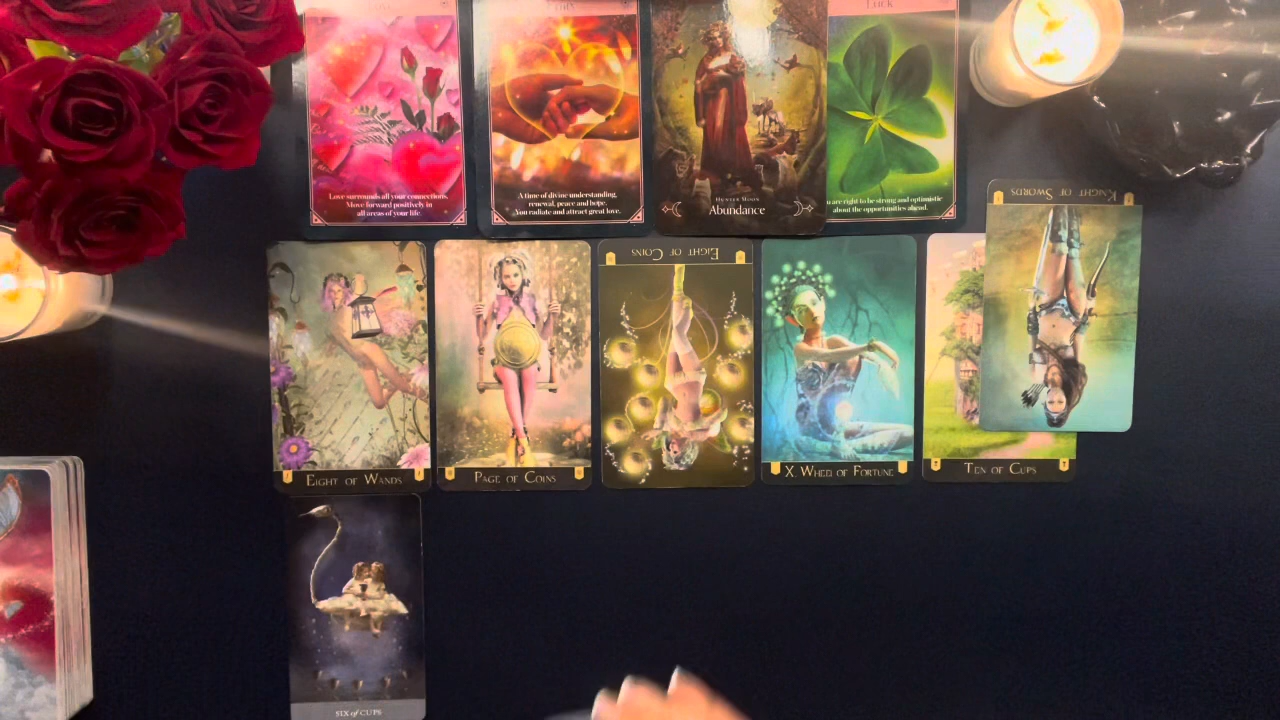 Luck
Love surrounds all your connections.
Move forward positively in
all areas of your life.
A time of divine understanding,
renewal, peace and hope.
You radiate and attract great love.
HUNTER MOON
Abundance
are right to be strong and optimistic
about the opportunities ahead.
KNIGHT OF SWORDS
EIGHT OF WANDS
PAGE OF COINS
EIGHT OF COINS
X. WHEEL OF FORTUNE
TEN OF CUPS
SIX of CUPS